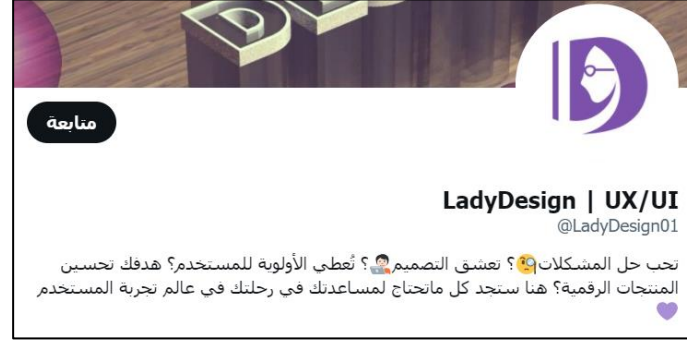 متابعة
LadyDesign | UX/UI
@LadyDesign01
تحب حل المشكلات🧐؟ تعشق التصميم👩🏻‍💻؟ تُعطي الأولوية للمستخدم؟ هدفك تحسين
المنتجات الرقمية؟ هنا ستجد كل ماتحتاج لمساعدتك في رحلتك في عالم تجربة المستخدم
💜